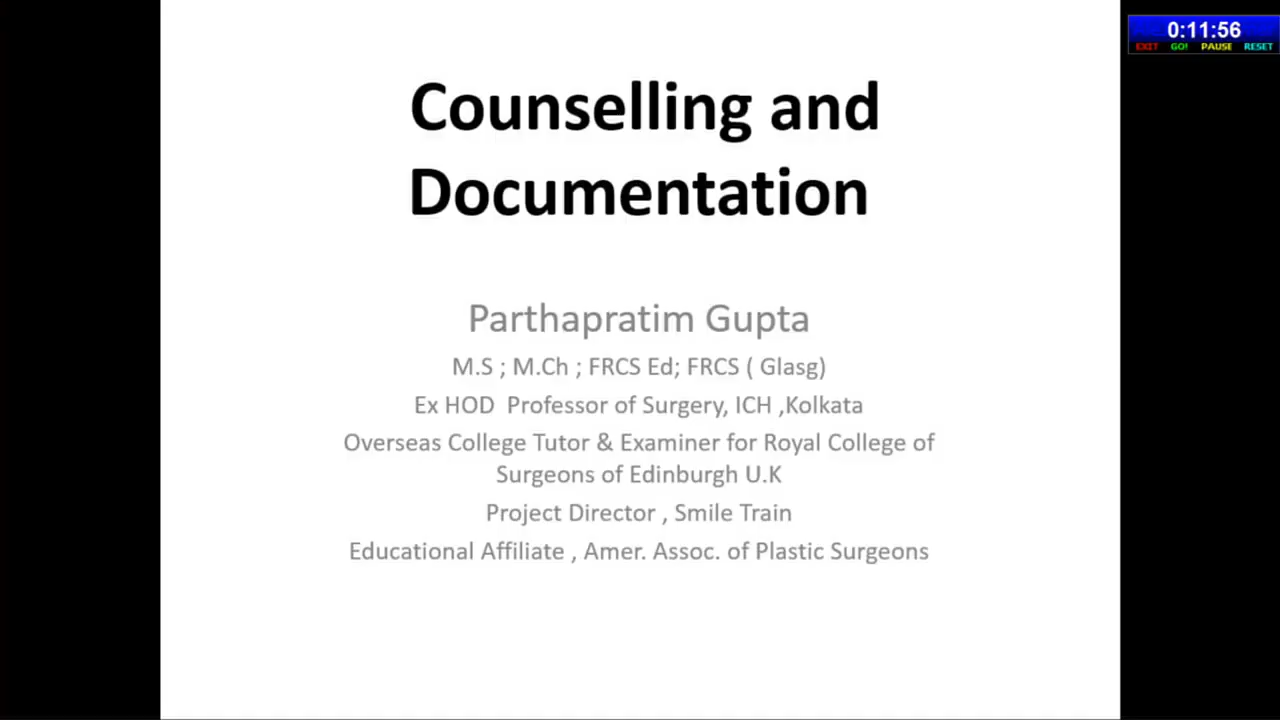 0:11:56
EXIT GO! PAUSE RESET
Counselling and
Documentation
Parthapratim Gupta
M.S ; M.Ch ; FRCS Ed; FRCS ( Glasg)
Ex HOD  Professor of Surgery, ICH ,Kolkata
Overseas College Tutor & Examiner for Royal College of
Surgeons of Edinburgh U.K
Project Director , Smile Train
Educational Affiliate , Amer. Assoc. of Plastic Surgeons